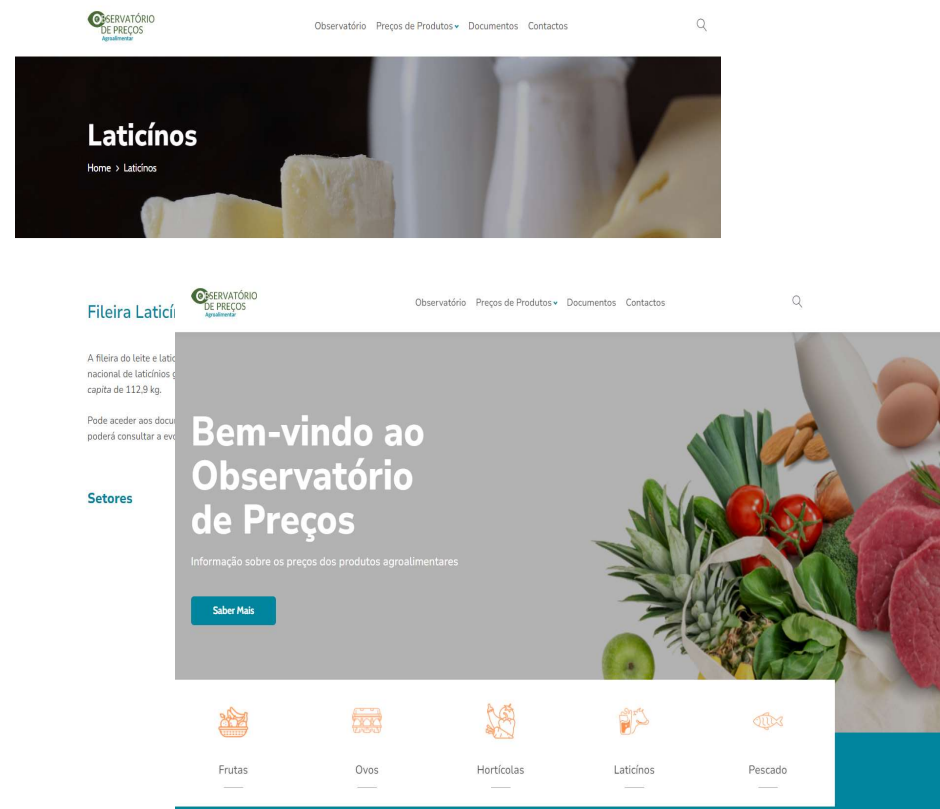 OBSERVATÓRIO
DE PREÇOS
Agroalimentar
Observatório Preços de Produtos Documentos Contactos
Laticínos
Home > Laticínos
Fileira Laticí
A fileira do leite e latic
nacional de laticínios g
capita de 112,9 kg.
Pode aceder aos docu
poderá consultar a evo
Setores
OBSERVATÓRIO
DE PREÇOS
Agroalimentar
Observatório Preços de Produtos Documentos Contactos
Bem-vindo ao
Observatório
de Preços
Informação sobre os preços dos produtos agroalimentares
Saber Mais
Frutas Ovos Hortícolas Laticínos Pescado